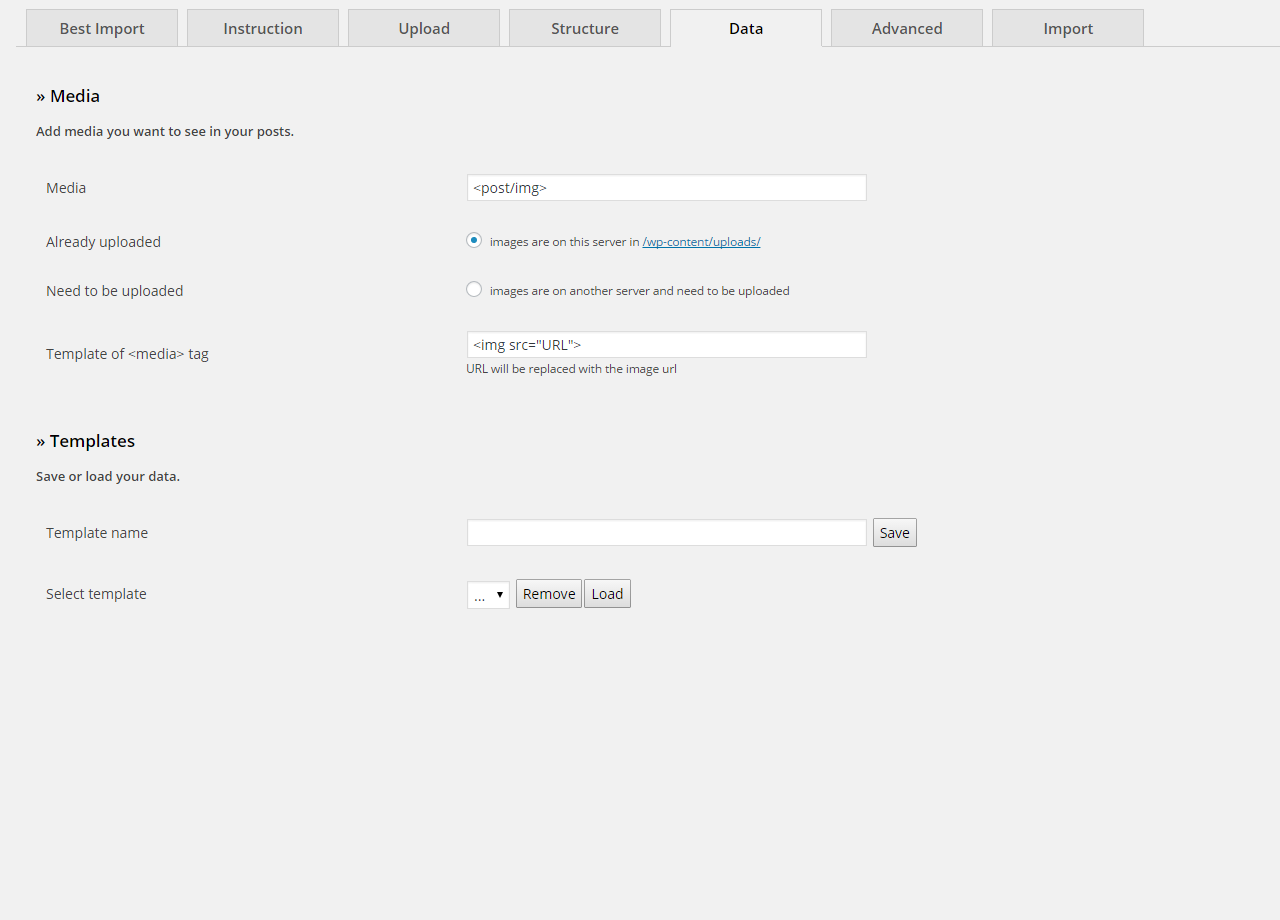 Best Import Instruction Upload Structure Data Advanced Import
» Media
Add media you want to see in your posts.
Media <post/img>
Already uploaded images are on this server in /wp-content/uploads/
Need to be uploaded images are on another server and need to be uploaded
Template of <media> tag <img src="URL">
URL will be replaced with the image url
» Templates
Save or load your data.
Template name Save
Select template ... Remove Load